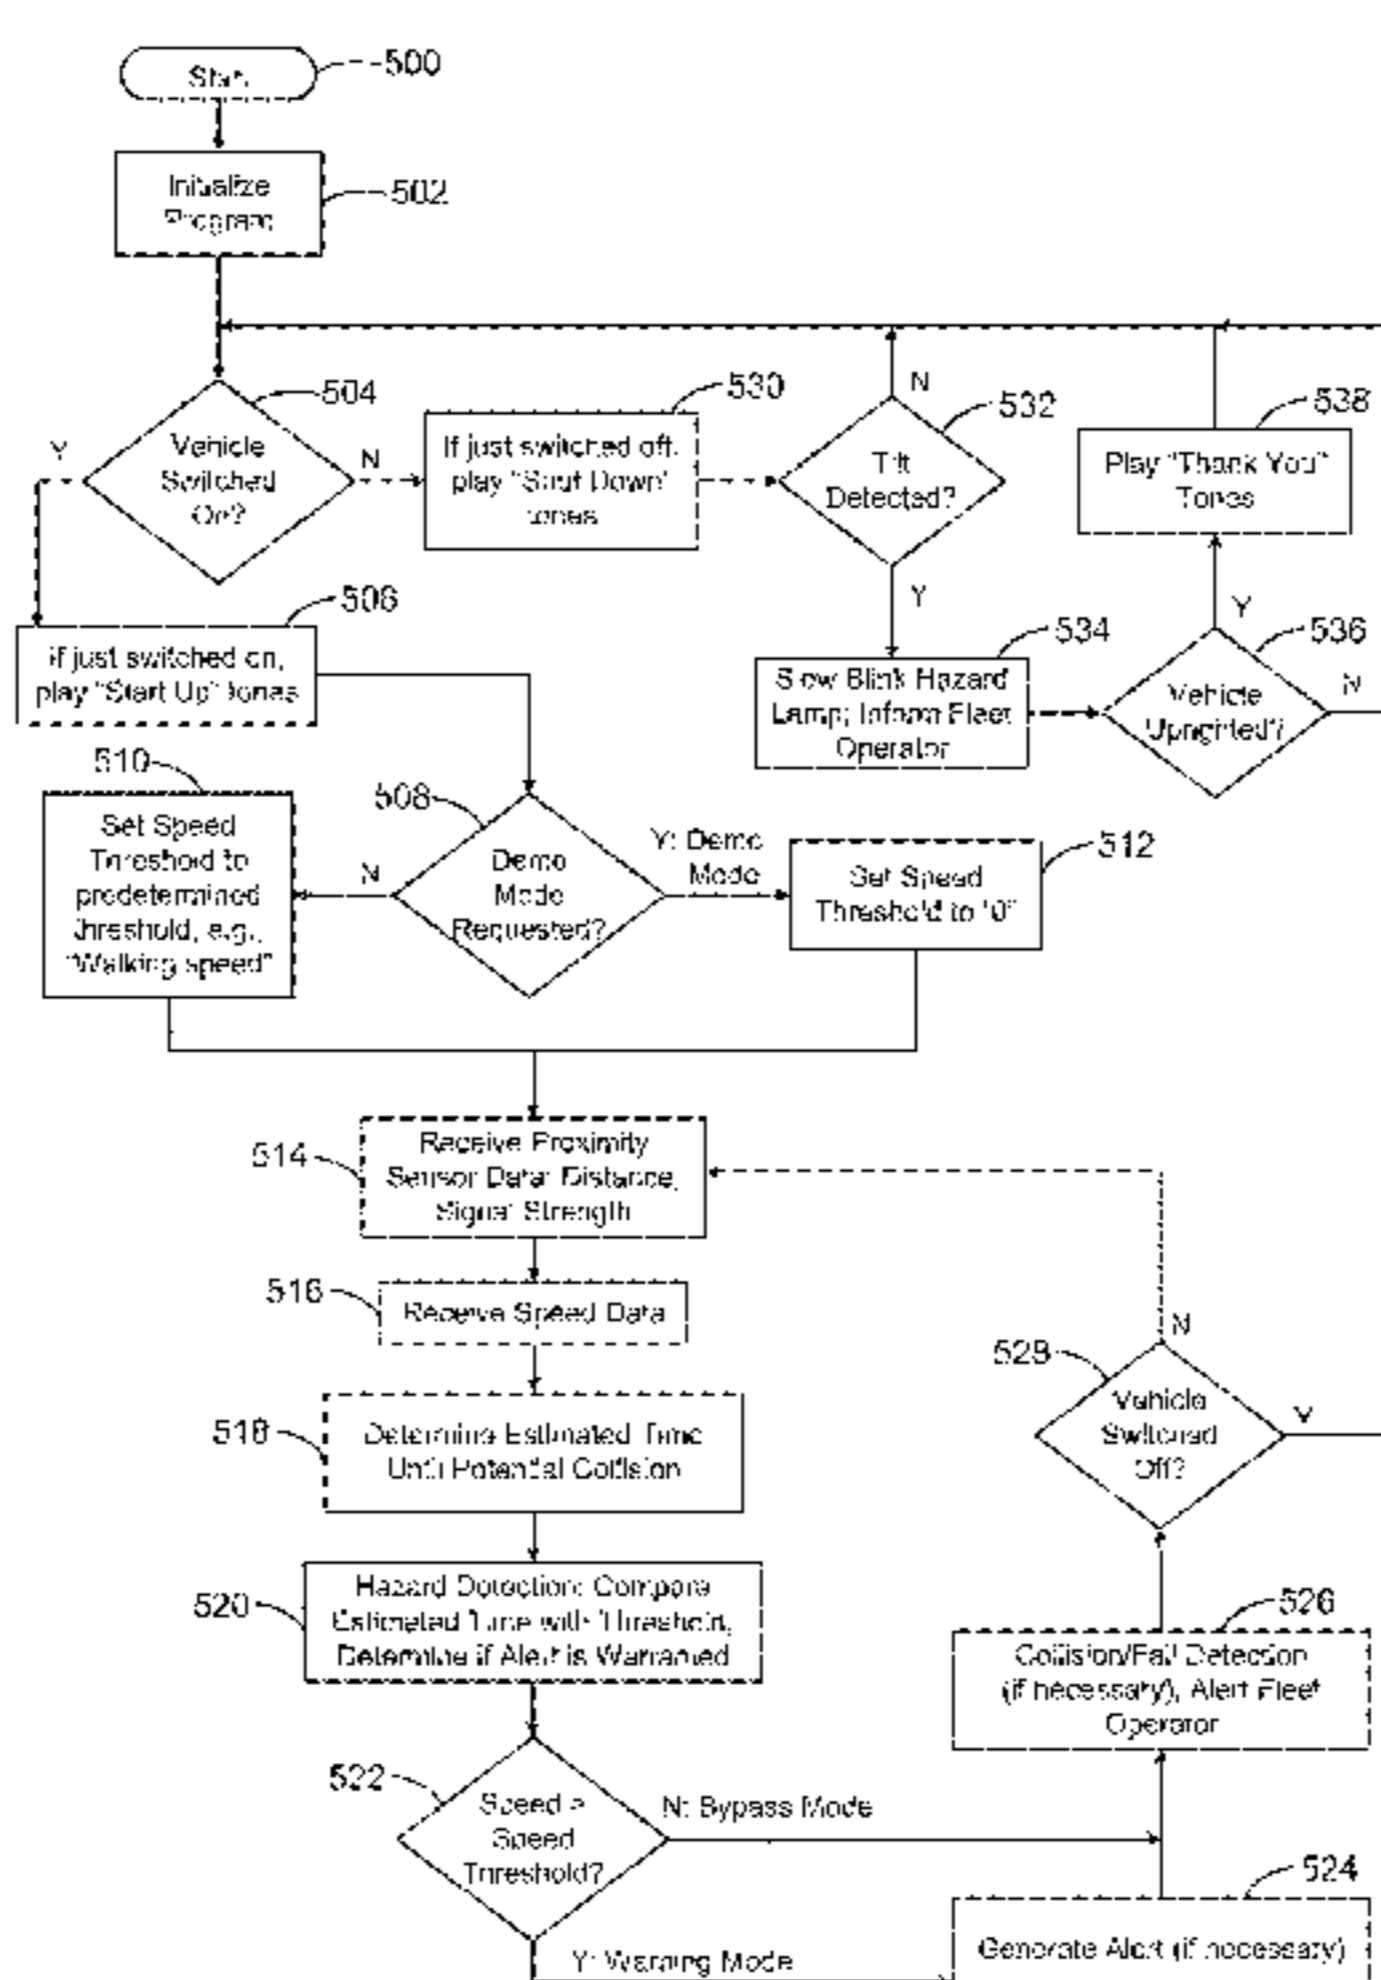 Start
500
Initialize
Program
502
504
Vehicle
Switched
On?
Y
N
530
If just switched off,
play "Shut Down"
tones
N
532
Tilt
Detected?
Y
538
Play "Thank You"
Tones
506
If just switched on,
play "Start Up" tones
534
Slow Blink Hazard
Lamp; Inform Fleet
Operator
Y
536
Vehicle
Uprighted?
N
510
Set Speed
Threshold to
predetermined
threshold, e.g.,
"Walking speed"
N
508
Demo
Mode
Requested?
Y: Demo
Mode
512
Set Speed
Threshold to "0"
514
Receive Proximity
Sensor Data: Distance,
Signal Strength
516
Receive Speed Data
518
Determine Estimated Time
Until Potential Collision
N
528
Vehicle
Switched
Off?
Y
520
Hazard Detection: Compare
Estimated Time with Threshold,
Determine if Alert is Warranted
526
Collision/Fall Detection
(if necessary), Alert Fleet
Operator
522
Speed >
Speed
Threshold?
N: Bypass Mode
524
Generate Alert (if necessary)
Y: Warning Mode